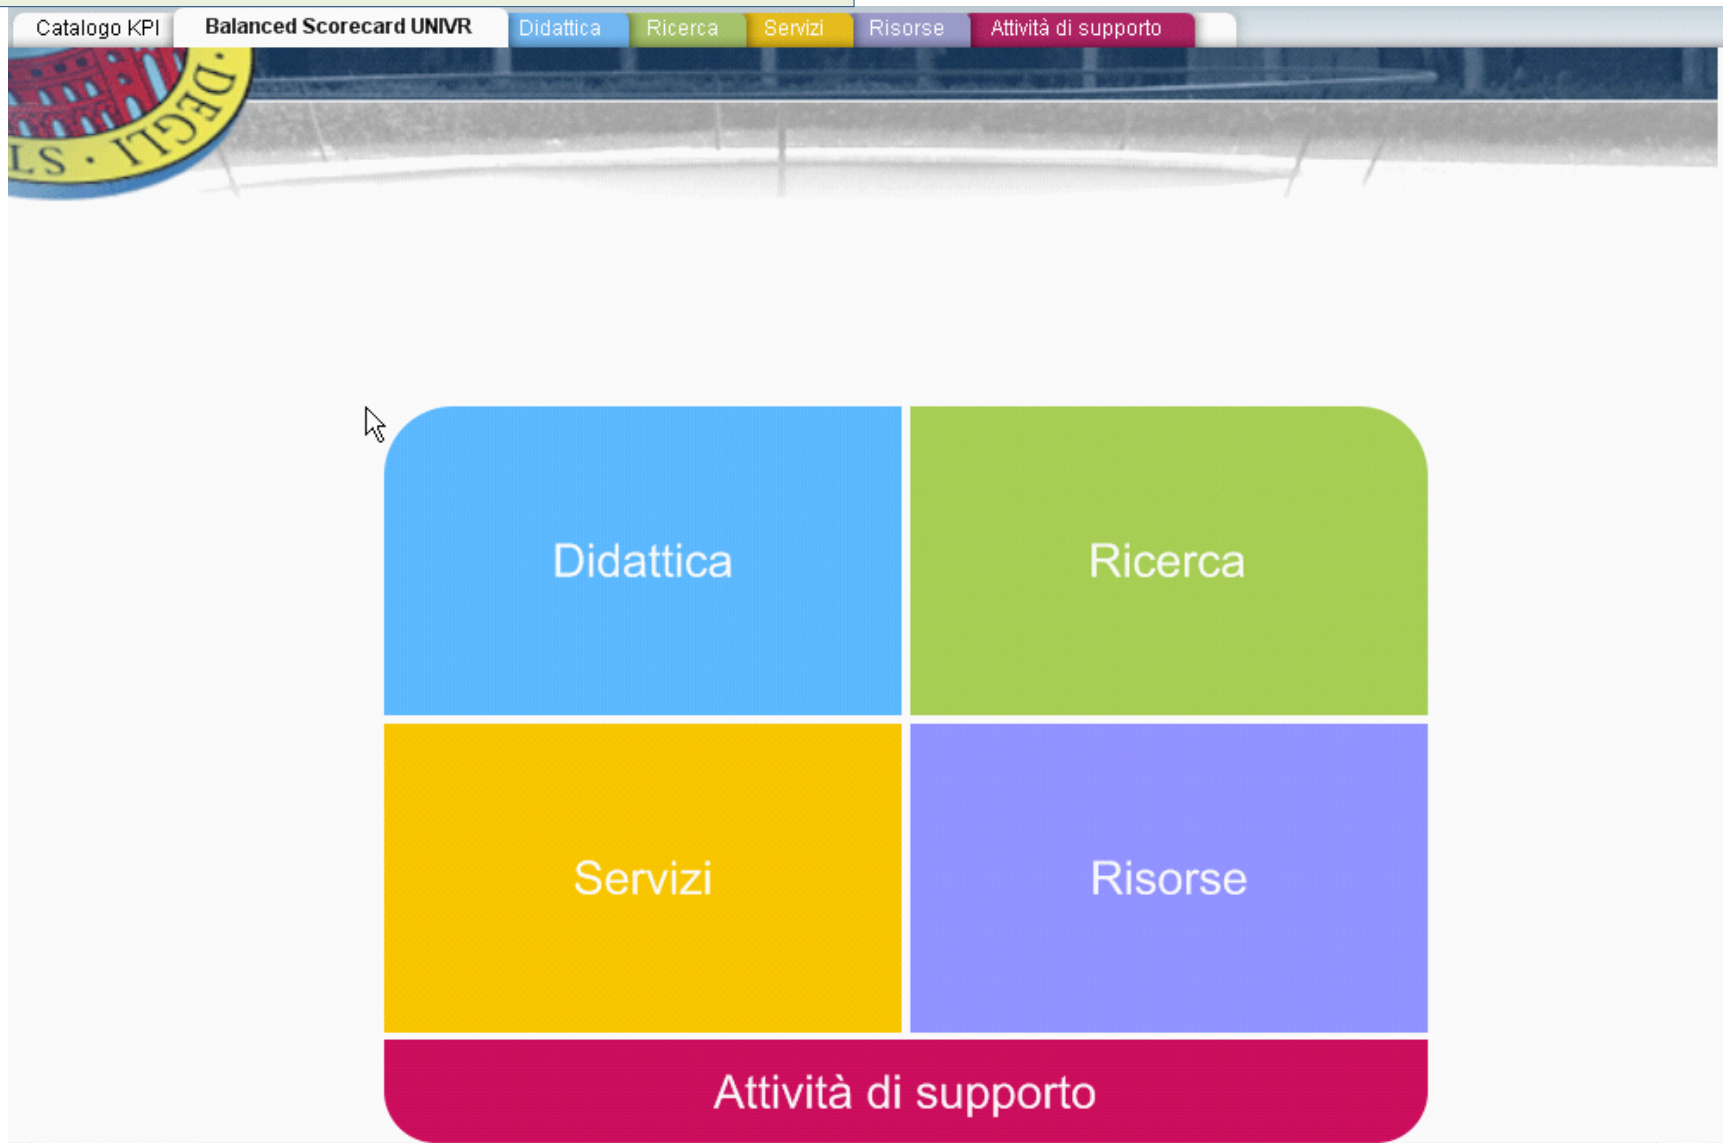 Catalogo KPI
Balanced Scorecard UNIVR
Didattica
Ricerca
Servizi
Risorse
Attività di supporto
DEGLI
Didattica
Ricerca
Servizi
Risorse
Attività di supporto